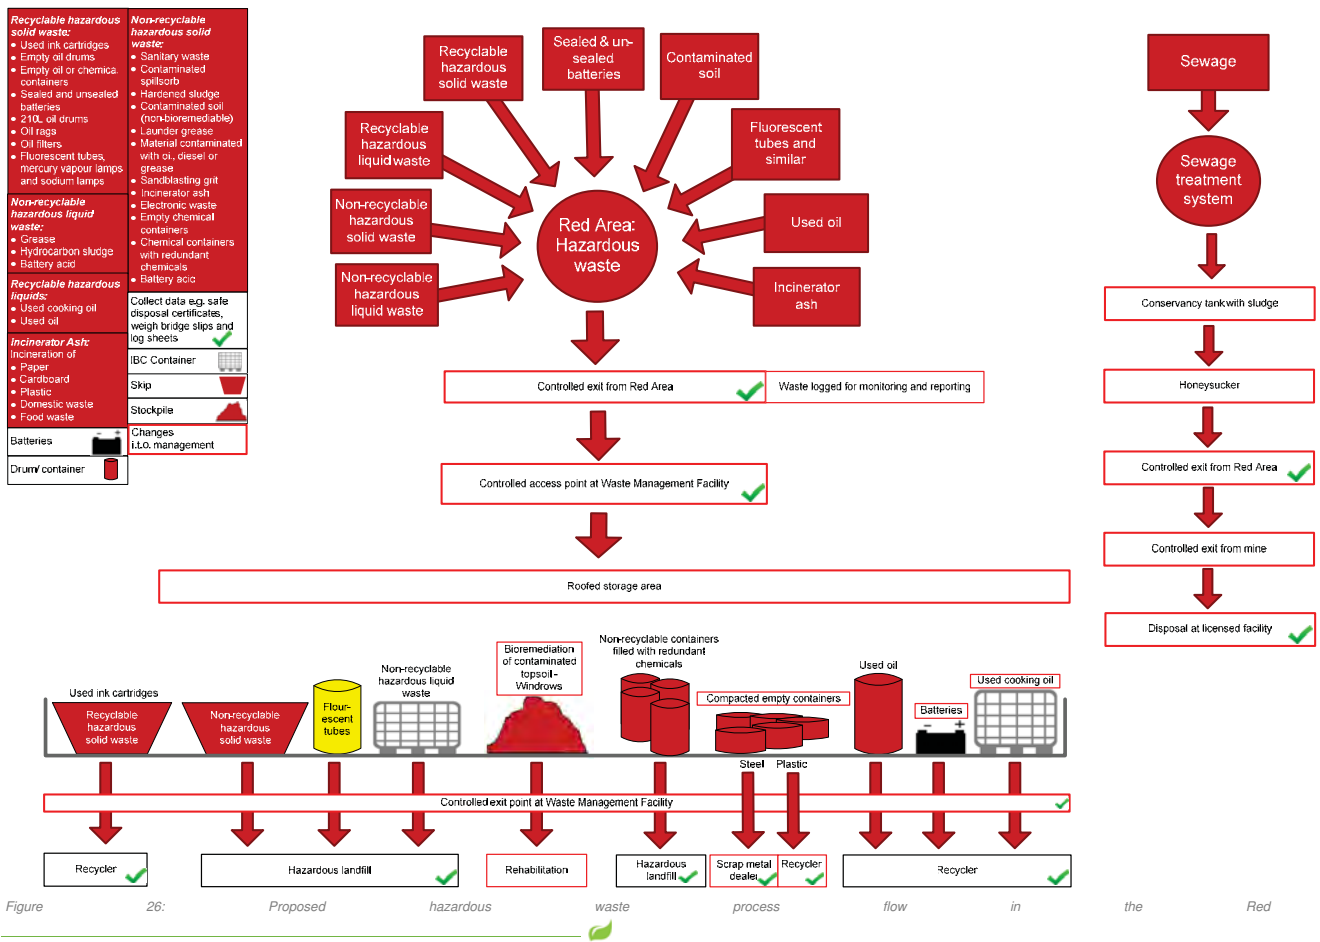 Recyclable hazardous
solid waste:
• Used ink cartridges
• Empty oil drums
• Empty oil or chemica.
containers
• Sealed and unsealed
batteries
• 210L oil drums
• Oil rags
• Oil filters
• Fluorescent tubes,
mercury vapour lamps
and sodium lamps
Non-recyclable
hazardous liquid
waste:
• Grease
• Hydrocarbon sludge
• Battery acid
Recyclable hazardous
liquids:
• Used cooking oil
• Used oil
Incinerator Ash:
Incineration of
• Paper
• Cardboard
• Plastic
• Domestic waste
• Food waste
Batteries
Drum/ container
Non-recyclable
hazardous solid
waste:
• Sanitary waste
• Contaminated
spillsorb
• Hardened sludge
• Contaminated soil
(non-bioremediable)
• Launder grease
• Material contaminated
with oi., diesel or
grease
• Sandblasting grit
• Incinerator ash
• Electronic waste
• Empty chemical
containers
• Chemical containers
with redundant
chemicals
• Battery acic
Collect data e.g. safe
disposal certificates,
weigh bridge slips and
log sheets
IBC Container
Skip
Stockpile
Changes
i.t.o. management
Non-recyclable
hazardous
liquid waste
Non-recyclable
hazardous
solid waste
Recyclable
hazardous
liquid waste
Recyclable
hazardous
solid waste
Sealed & un-
sealed
batteries
Contaminated
soil
Fluorescent
tubes and
similar
Used oil
Incinerator
ash
Red Area:
Hazardous
waste
Controlled exit from Red Area
Waste logged for monitoring and reporting
Controlled access point at Waste Management Facility
Roofed storage area
Used ink cartridges
Recyclable
hazardous
solid waste
Non-recyclable
hazardous
solid waste
Flour-
escent
tubes
Non-recyclable
hazardous liquid
waste
Bioremediation
of contaminated
topsoil -
Windrows
Non-recyclable containers
filled with redundant
chemicals
Compacted empty containers
Steel Plastic
Used oil
Batteries
Used cooking oil
Controlled exit point at Waste Management Facility
Recycler
Hazardous landfill
Rehabilitation
Hazardous
landfill
Scrap metal
dealer
Recycler
Recycler
Sewage
Sewage
treatment
system
Conservancy tank with sludge
Honeysucker
Controlled exit from Red Area
Controlled exit from mine
Disposal at licensed facility
Figure 26: Proposed hazardous waste process flow in the Red